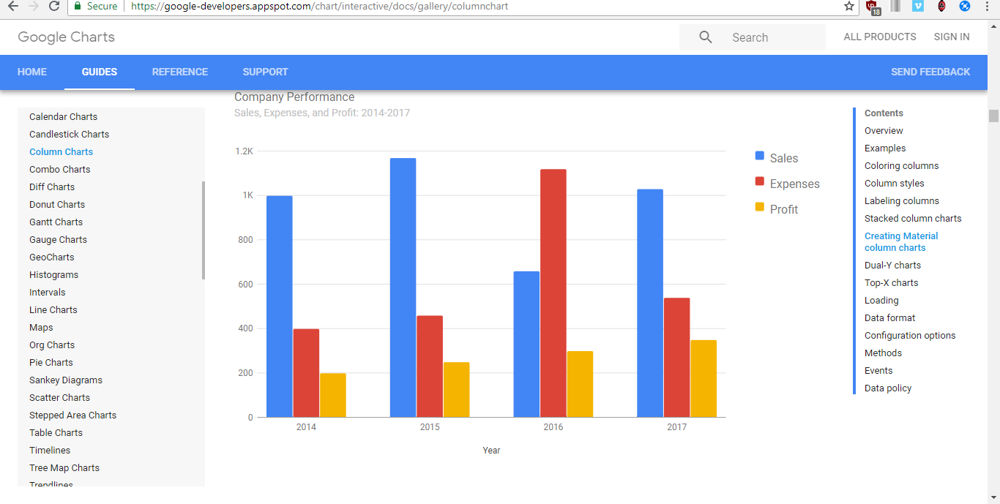 Secure
https://google-developers.appspot.com/chart/interactive/docs/gallery/columnchart
18
Google Charts
Search
ALL PRODUCTS
SIGN IN
HOME
GUIDES
REFERENCE
SUPPORT
SEND FEEDBACK
Calendar Charts
Candlestick Charts
Column Charts
Combo Charts
Diff Charts
Donut Charts
Gantt Charts
Gauge Charts
GeoCharts
Histograms
Intervals
Line Charts
Maps
Org Charts
Pie Charts
Sankey Diagrams
Scatter Charts
Stepped Area Charts
Table Charts
Timelines
Tree Map Charts
Trendlines
Company Performance
Sales, Expenses, and Profit: 2014-2017
1.2K
1K
800
600
400
200
0
2014
2015
2016
2017
Year
Sales
Expenses
Profit
Contents
Overview
Examples
Coloring columns
Column styles
Labeling columns
Stacked column charts
Creating Material
column charts
Dual-Y charts
Top-X charts
Loading
Data format
Configuration options
Methods
Events
Data policy